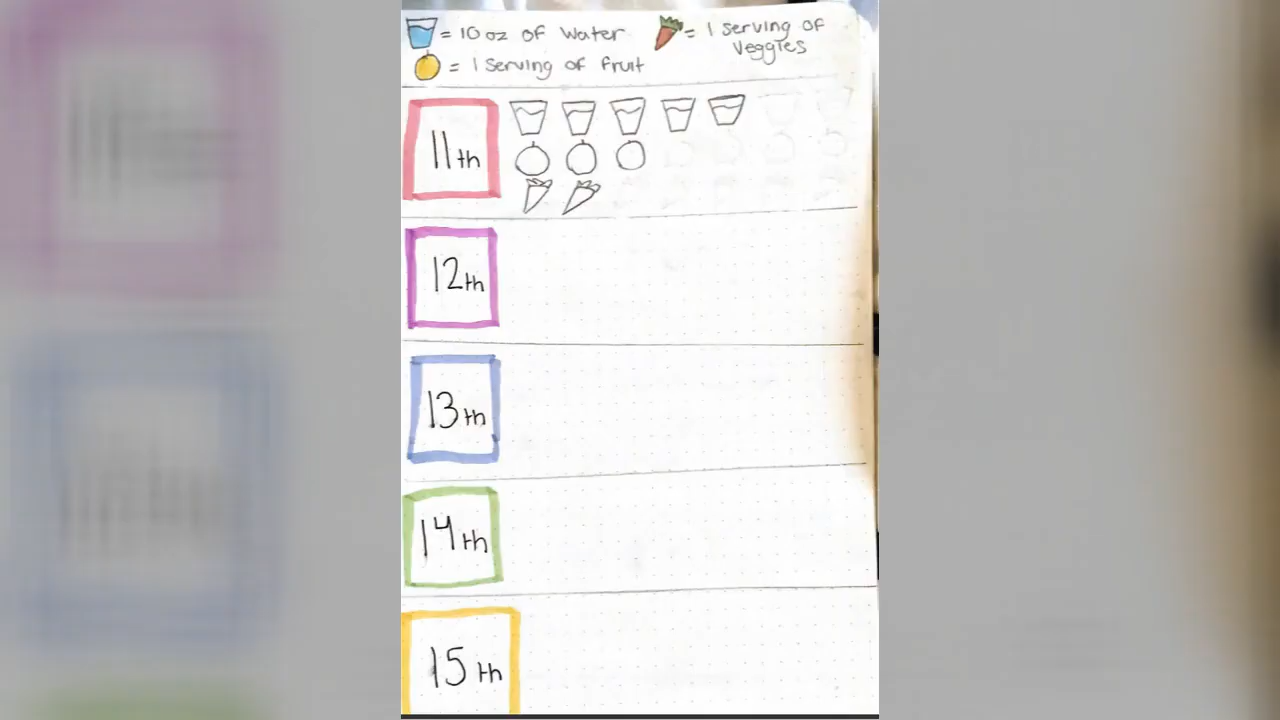 = 10 oz of water
= 1 serving of veggies
= 1 serving of fruit
11th
12th
13th
14th
15th